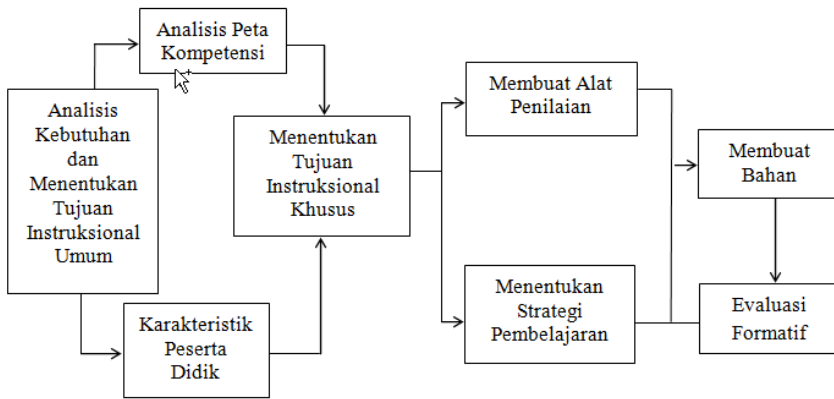 Analisis Peta
Kompetensi
Analisis
Kebutuhan
dan
Menentukan
Tujuan
Instruksional
Umum
Karakteristik
Peserta
Didik
Menentukan
Tujuan
Instruksional
Khusus
Membuat Alat
Penilaian
Menentukan
Strategi
Pembelajaran
Membuat
Bahan
Evaluasi
Formatif